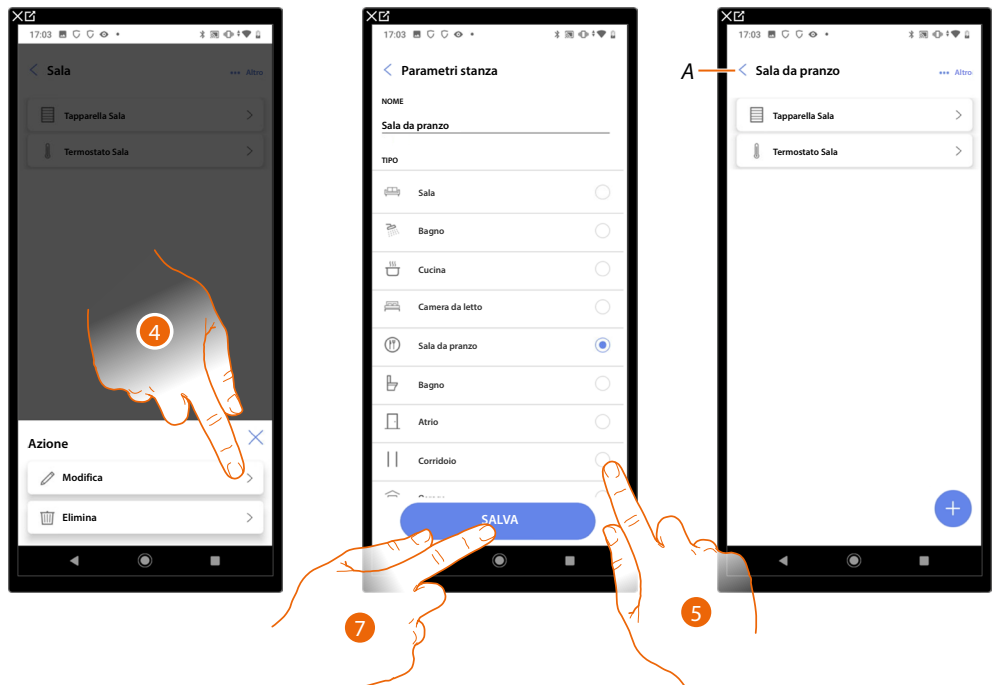 17:03
Sala
Altro
Tapparella Sala
Termostato Sala
4
Azione
Modifica
Elimina
17:03
Parametri stanza
NOME
Sala da pranzo
TIPO
Sala
Bagno
Cucina
Camera da letto
Sala da pranzo
Bagno
Atrio
Corridoio
SALVA
7
5
17:03
A
Sala da pranzo
Altro
Tapparella Sala
Termostato Sala